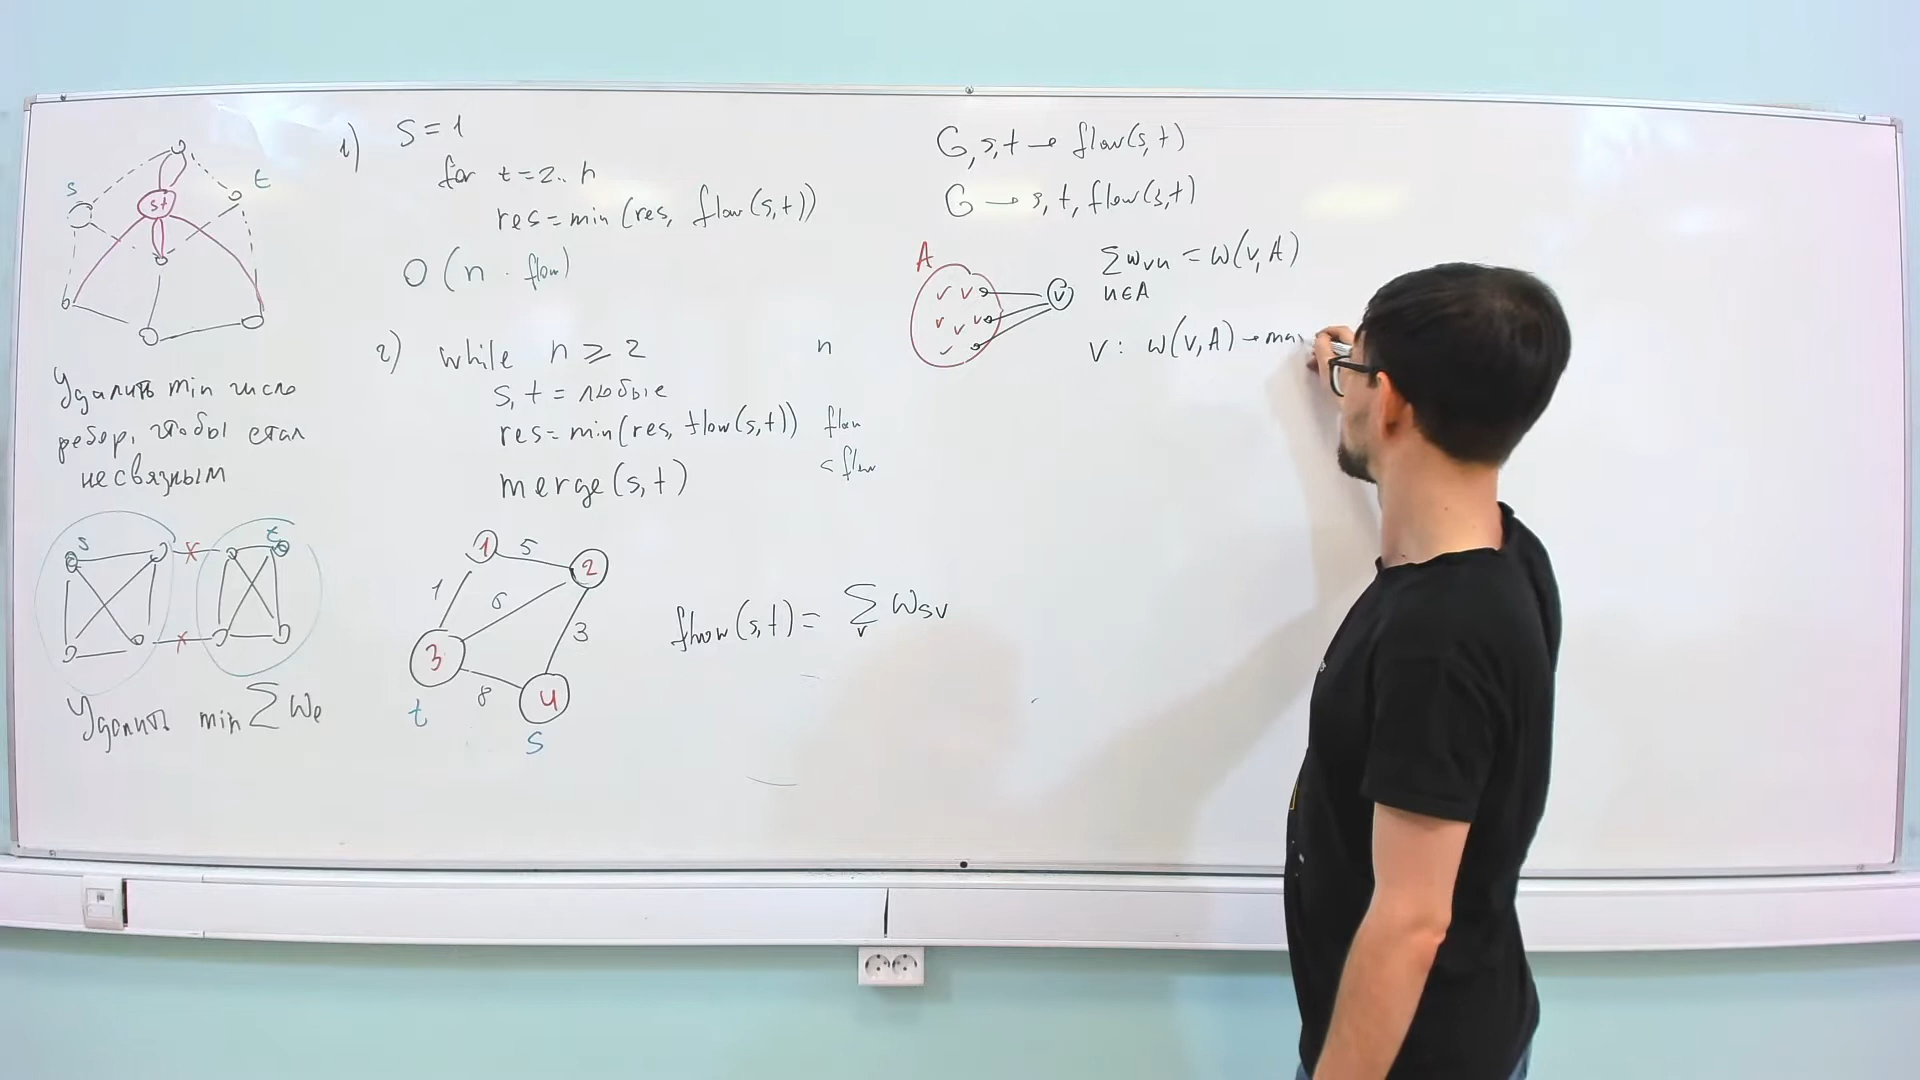 s
t
st
Удалить min число
ребер, чтобы стал
несвязным
s
t
Удалить min ∑ wₑ
1) S = 1
for t = 2.. n
res = min (res, flow(s,t))
O (n · flow)
2) while n ≥ 2
n
s, t = любые
res = min(res, flow(s,t))
flow
merge(s,t)
< flow
1
5
2
1
6
3
3
8
4
t
s
flow(s,t) = ∑ wsv
v
G, s, t → flow(s,t)
G → s, t, flow(s,t)
A
v v
v v v
v
v
∑ wvu = w(v, A)
u∈A
v : w(v, A) → max